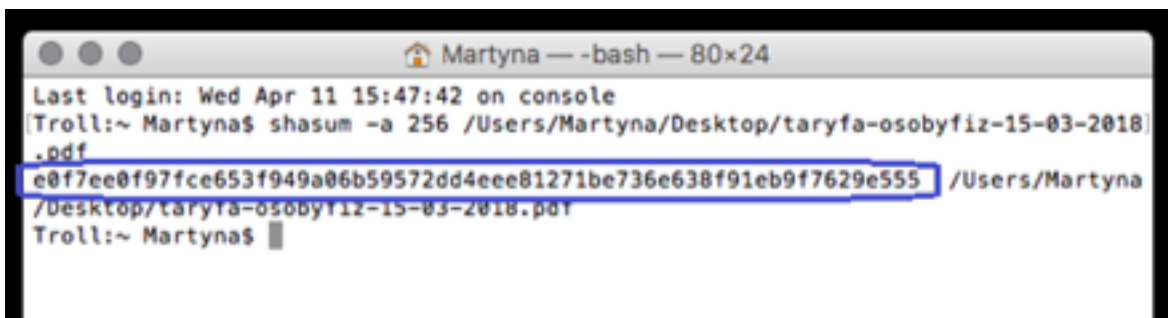 Martyna — -bash — 80×24
Last login: Wed Apr 11 15:47:42 on console
[Troll:~ Martyna$ shasum -a 256 /Users/Martyna/Desktop/taryfa-osobyfiz-15-03-2018]
.pdf
e0f7ee0f97fce653f949a06b59572dd4eee81271be736e638f91eb9f7629e555 /Users/Martyna
/Desktop/taryfa-osobyfiz-15-03-2018.pdf
Troll:~ Martyna$